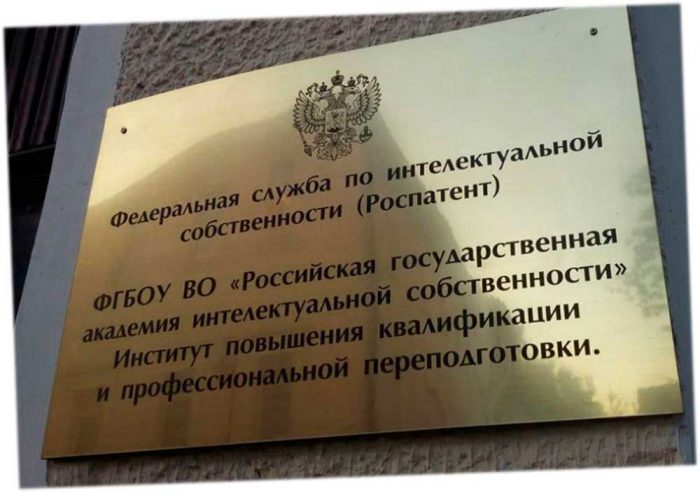 Федеральная служба по интелектуальной
собственности (Роспатент)
ФГБОУ ВО «Российская государственная
академия интелектуальной собственности»
Институт повышения квалификации
и профессиональной переподготовки.